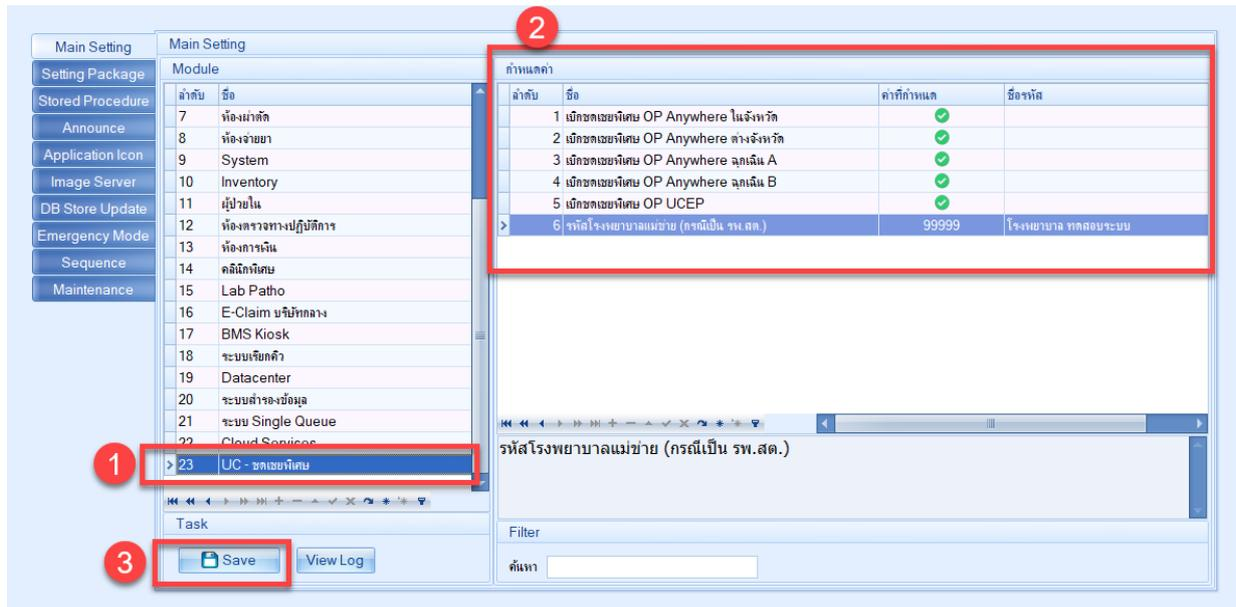 2
Main Setting
Setting Package
Stored Procedure
Announce
Application Icon
Image Server
DB Store Update
Emergency Mode
Sequence
Maintenance
Main Setting
Module
ลำดับ ชื่อ
7 ห้องผ่าตัด
8 ห้องจ่ายยา
9 System
10 Inventory
11 ผู้ป่วยใน
12 ห้องตรวจทางปฏิบัติการ
13 ห้องการเงิน
14 คลินิกพิเศษ
15 Lab Patho
16 E-Claim บริษัทกลาง
17 BMS Kiosk
18 ระบบเรียกคิว
19 Datacenter
20 ระบบสำรองข้อมูล
21 ระบบ Single Queue
22 Cloud Services
1
23 UC - ชดเชยพิเศษ
Task
3
Save View Log
กำหนดค่า
ลำดับ ชื่อ ค่าที่กำหนด ชื่อรหัส
1 เบิกชดเชยพิเศษ OP Anywhere ในจังหวัด
2 เบิกชดเชยพิเศษ OP Anywhere ต่างจังหวัด
3 เบิกชดเชยพิเศษ OP Anywhere ฉุกเฉิน A
4 เบิกชดเชยพิเศษ OP Anywhere ฉุกเฉิน B
5 เบิกชดเชยพิเศษ OP UCEP
6 รหัสโรงพยาบาลแม่ข่าย (กรณีเป็น รพ.สต.) 99999 โรงพยาบาล ทดสอบระบบ
รหัสโรงพยาบาลแม่ข่าย (กรณีเป็น รพ.สต.)
Filter
ค้นหา